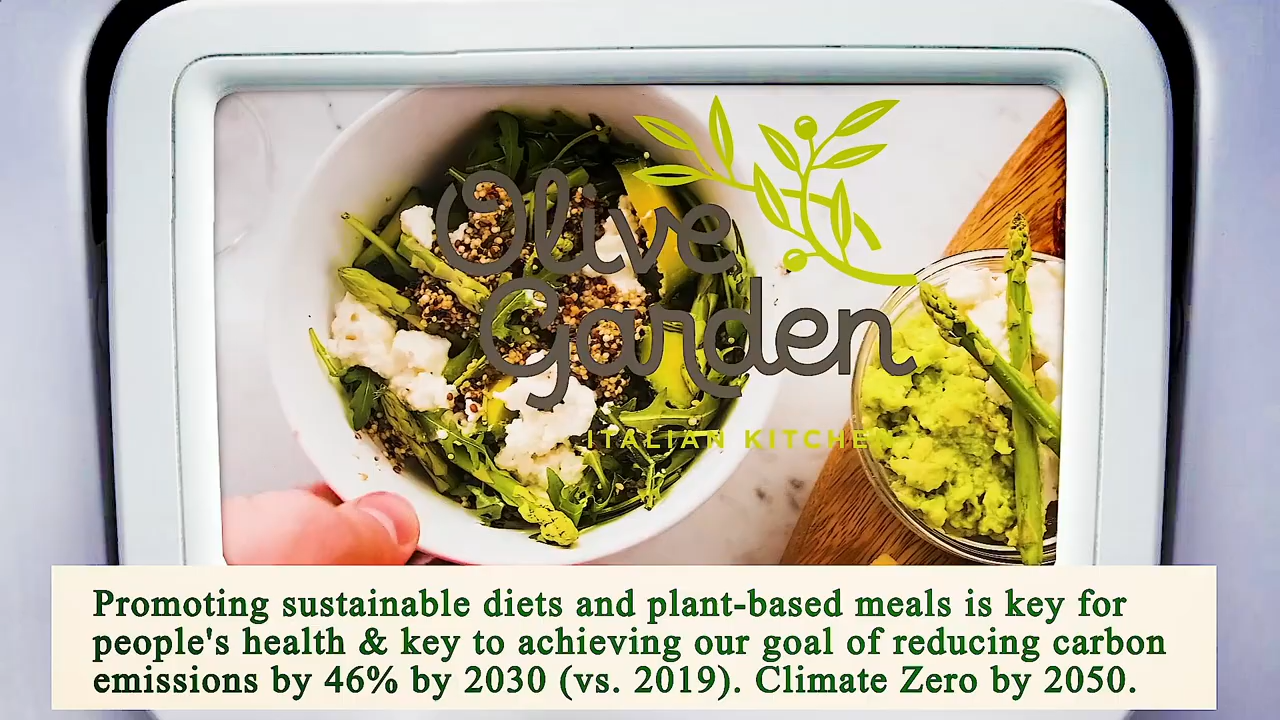 Olive
Garden
ITALIAN KITCHEN
Promoting sustainable diets and plant-based meals is key for
people's health & key to achieving our goal of reducing carbon
emissions by 46% by 2030 (vs. 2019). Climate Zero by 2050.